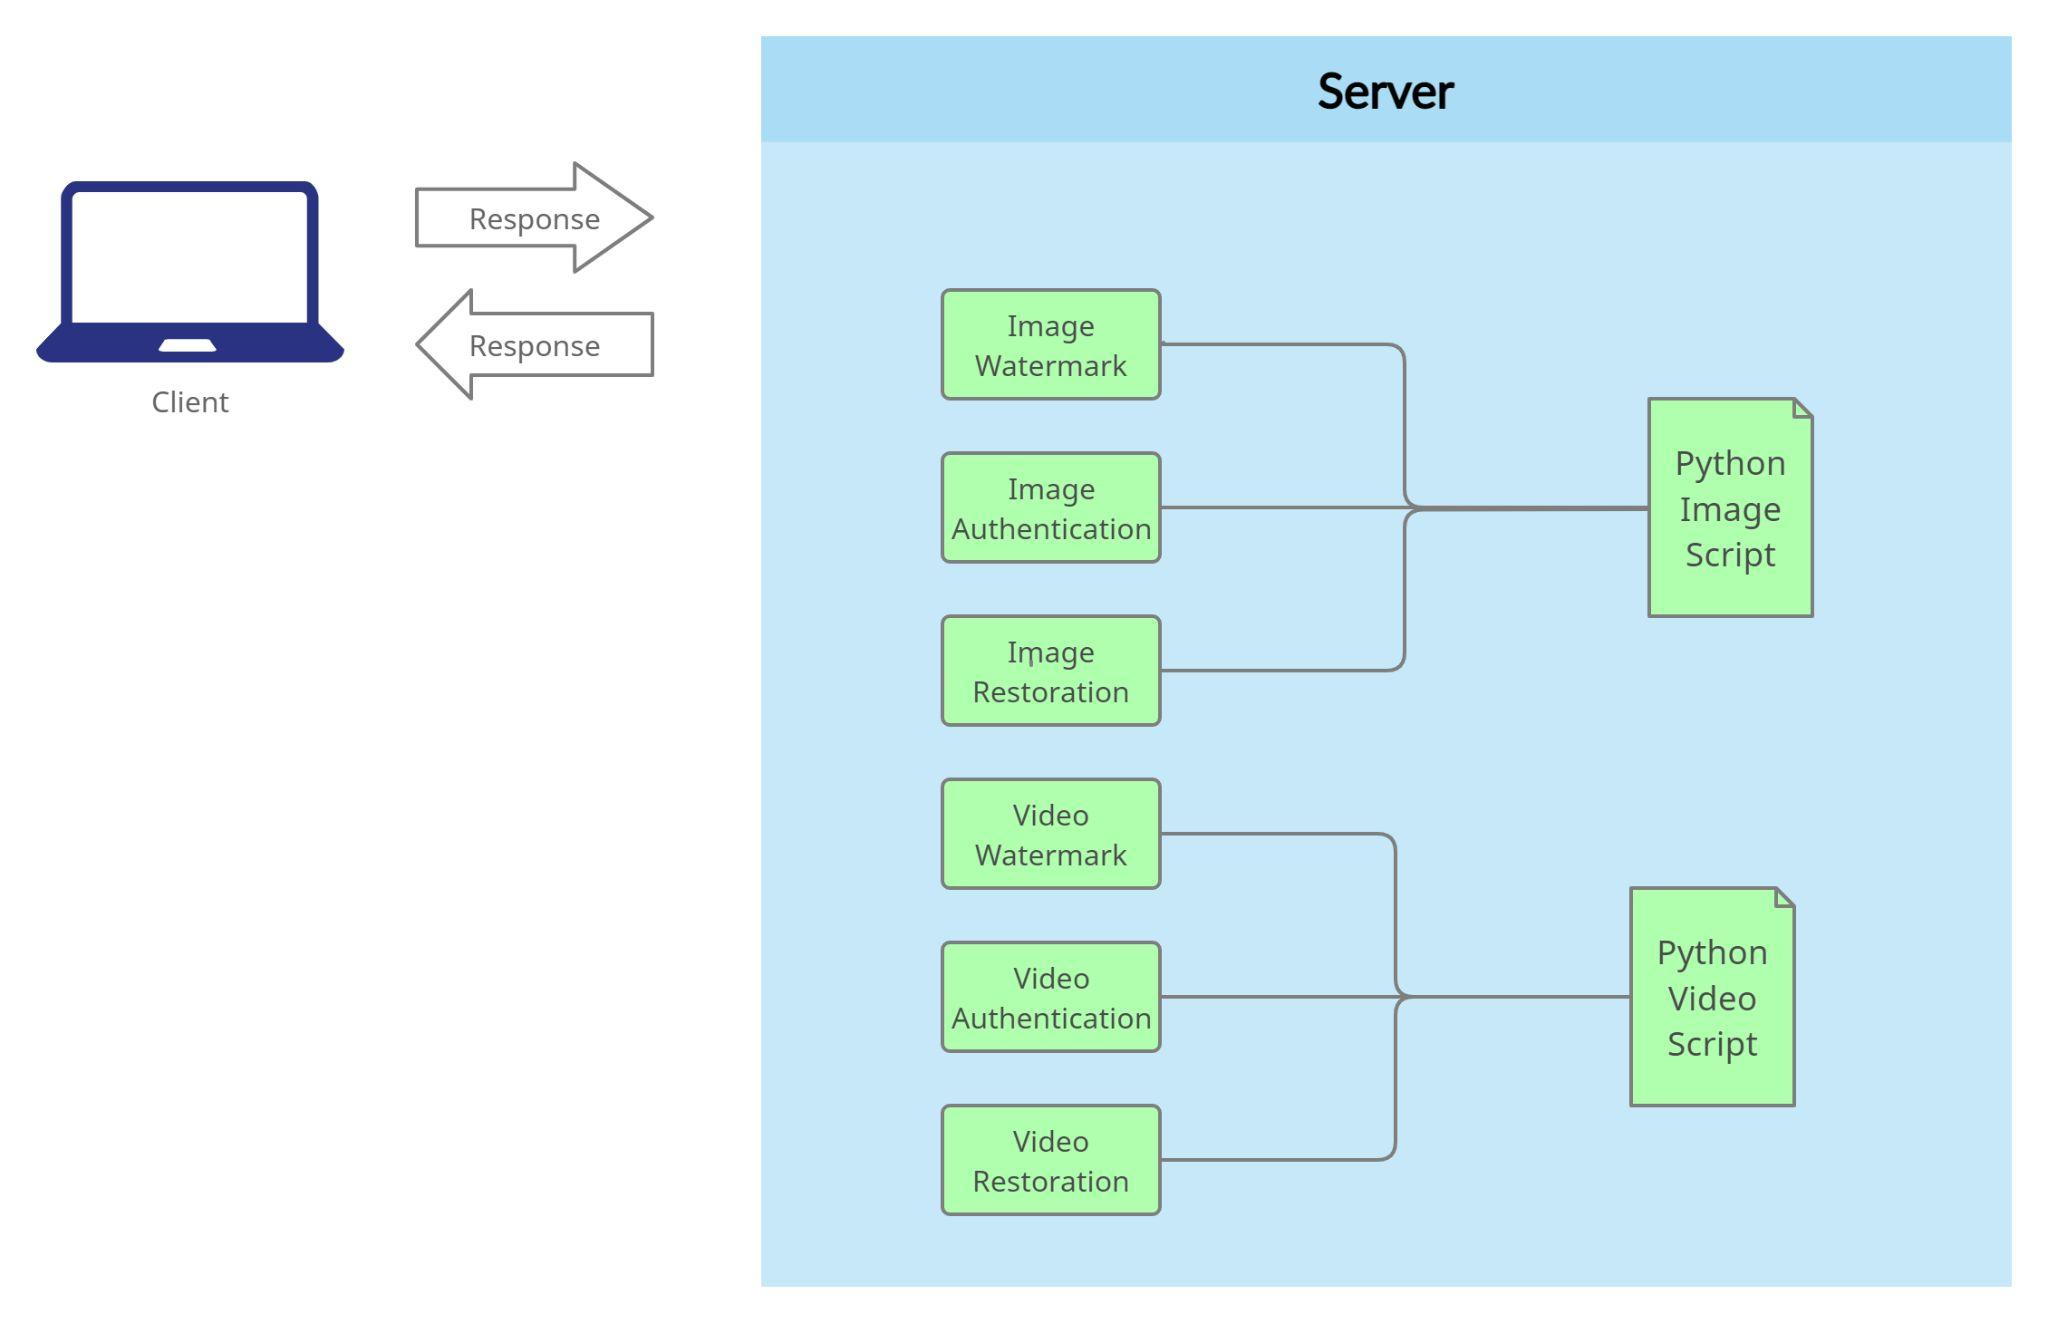 Server
Response
Response
Client
Image
Watermark
Image
Authentication
Image
Restoration
Python
Image
Script
Video
Watermark
Video
Authentication
Video
Restoration
Python
Video
Script